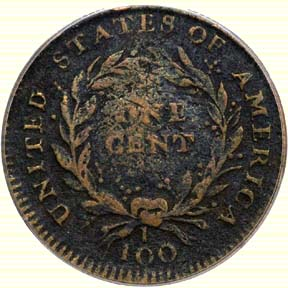 UNITED STATES OF AMERICA
ONE
CENT
1
100